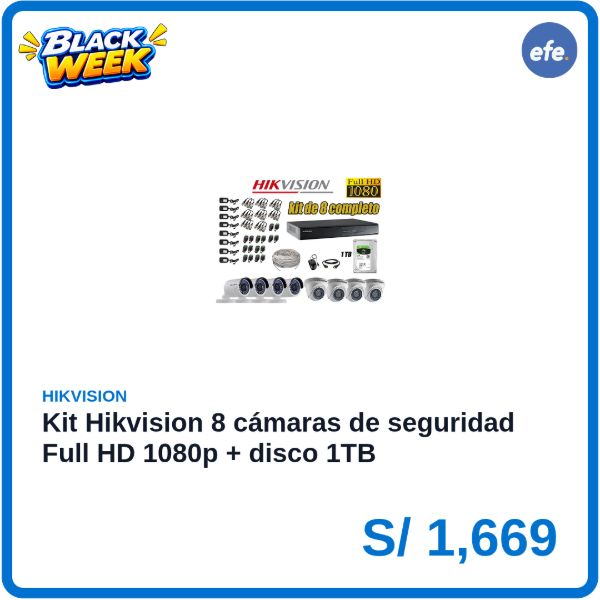 BLACK
WEEK
efe.
HIKVISION
Full HD
1080
kit de 8 completo
1 TB
HIKVISION
Kit Hikvision 8 cámaras de seguridad
Full HD 1080p + disco 1TB
S/ 1,669